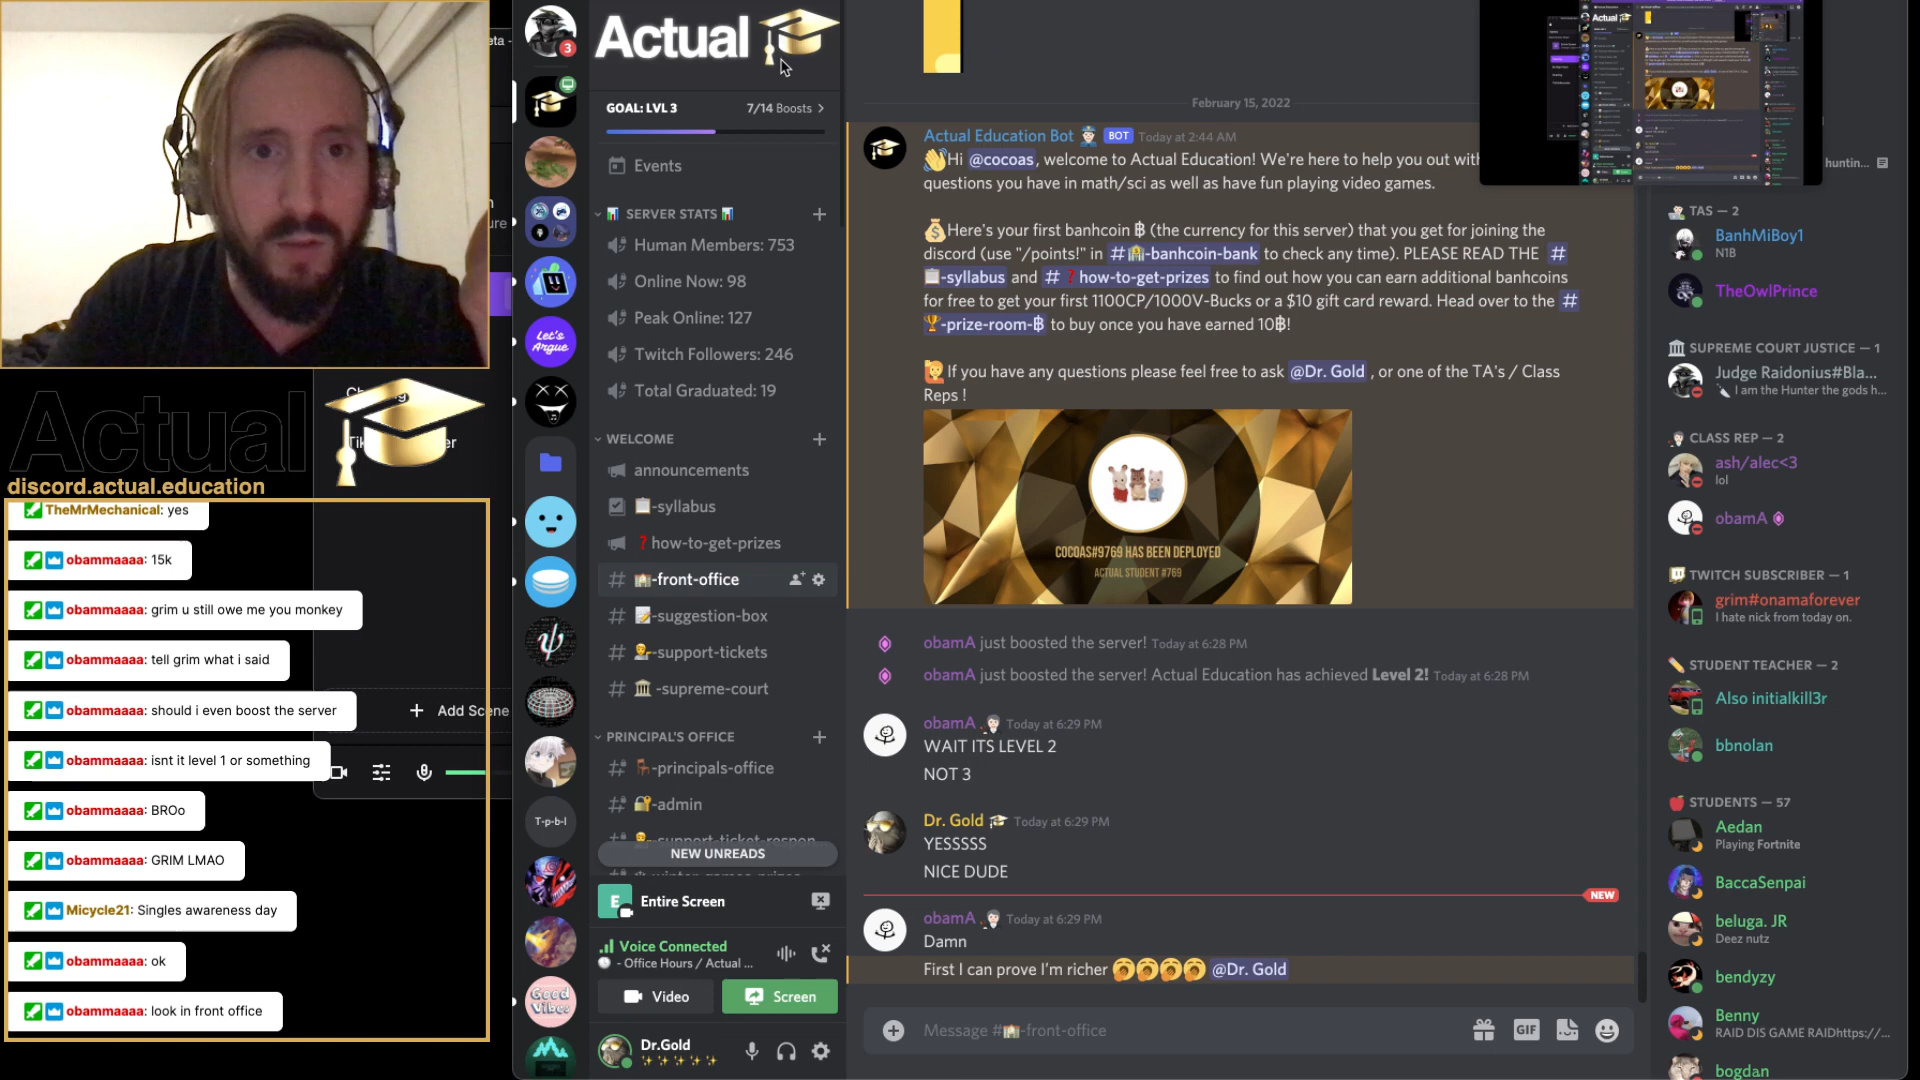 Actual
discord.actual.education
TheMrMechanical: yes
obammaaaa: 15k
obammaaaa: grim u still owe me you monkey
obammaaaa: tell grim what i said
obammaaaa: should i even boost the server
obammaaaa: isnt it level 1 or something
obammaaaa: BROo
obammaaaa: GRIM LMAO
Micycle21: Singles awareness day
obammaaaa: ok
obammaaaa: look in front office
Add Scene
3
Let's
Argue
T-p-b-l
Good
Vibes
Actual
GOAL: LVL 3
7/14 Boosts
Events
SERVER STATS
Human Members: 753
Online Now: 98
Peak Online: 127
Twitch Followers: 246
Total Graduated: 19
WELCOME
announcements
-syllabus
❓how-to-get-prizes
-front-office
-suggestion-box
-support-tickets
-supreme-court
PRINCIPAL'S OFFICE
-principals-office
-admin
-support-ticket-respon
NEW UNREADS
E Entire Screen
Voice Connected
- Office Hours / Actual ...
Video
Screen
Dr.Gold
February 15, 2022
Actual Education Bot BOT Today at 2:44 AM
Hi @cocoas, welcome to Actual Education! We're here to help you out with
questions you have in math/sci as well as have fun playing video games.
Here's your first banhcoin ฿ (the currency for this server) that you get for joining the
discord (use "/points!" in #-banhcoin-bank to check any time). PLEASE READ THE #
-syllabus and #❓how-to-get-prizes to find out how you can earn additional banhcoins
for free to get your first 1100CP/1000V-Bucks or a $10 gift card reward. Head over to the #
-prize-room-฿ to buy once you have earned 10฿!
If you have any questions please feel free to ask @Dr. Gold , or one of the TA's / Class
Reps !
COCOAS#9769 HAS BEEN DEPLOYED
ACTUAL STUDENT #769
obamA just boosted the server! Today at 6:28 PM
obamA just boosted the server! Actual Education has achieved Level 2! Today at 6:28 PM
obamA Today at 6:29 PM
WAIT ITS LEVEL 2
NOT 3
Dr. Gold Today at 6:29 PM
YESSSSS
NICE DUDE
NEW
obamA Today at 6:29 PM
Damn
First I can prove I'm richer @Dr. Gold
Message #-front-office
GIF
Actual
huntin...
TAS — 2
BanhMiBoy1
N1B
TheOwlPrince
SUPREME COURT JUSTICE — 1
Judge Raidonius#Bla...
I am the Hunter the gods h...
CLASS REP — 2
ash/alec<3
lol
obamA
TWITCH SUBSCRIBER — 1
grim#onamaforever
I hate nick from today on.
STUDENT TEACHER — 2
Also initialkill3r
bbnolan
STUDENTS — 57
Aedan
Playing Fortnite
BaccaSenpai
beluga. JR
Deez nutz
bendyzy
Benny
RAID DIS GAME RAIDhttps://...
bogdan